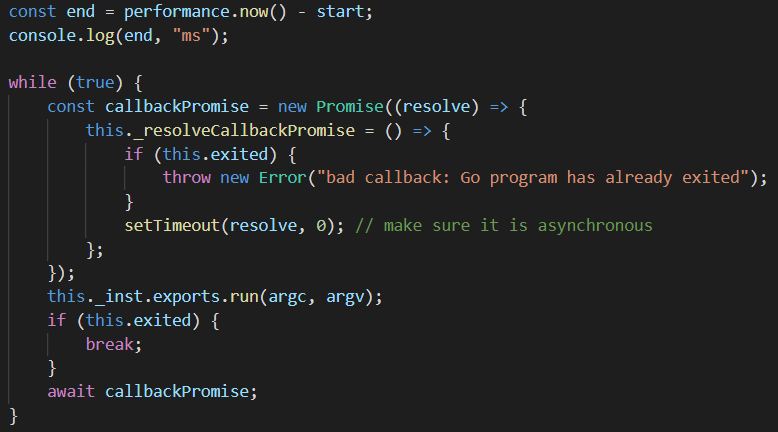 const end = performance.now() - start;
console.log(end, "ms");

while (true) {
    const callbackPromise = new Promise((resolve) => {
        this._resolveCallbackPromise = () => {
            if (this.exited) {
                throw new Error("bad callback: Go program has already exited");
            }
            setTimeout(resolve, 0); // make sure it is asynchronous
        };
    });
    this._inst.exports.run(argc, argv);
    if (this.exited) {
        break;
    }
    await callbackPromise;
}